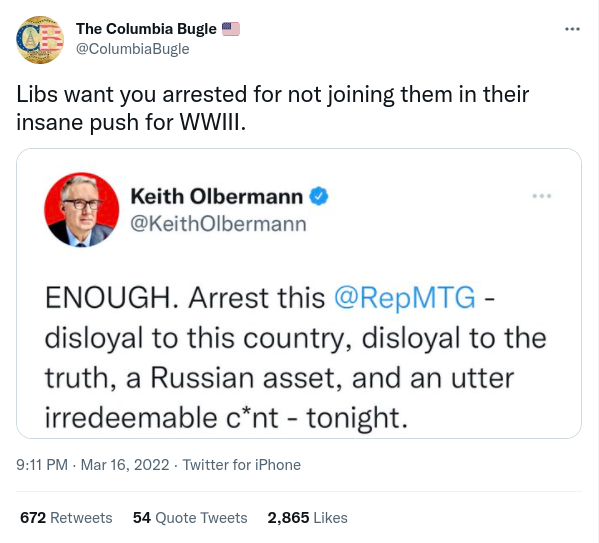 The Columbia Bugle 🇺🇸
@ColumbiaBugle
Libs want you arrested for not joining them in their
insane push for WWIII.
Keith Olbermann
@KeithOlbermann
ENOUGH. Arrest this @RepMTG -
disloyal to this country, disloyal to the
truth, a Russian asset, and an utter
irredeemable c*nt - tonight.
9:11 PM · Mar 16, 2022 · Twitter for iPhone
672 Retweets 54 Quote Tweets 2,865 Likes